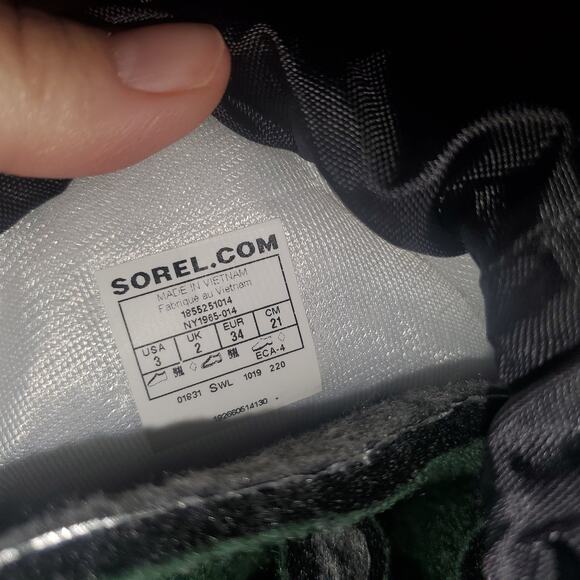 SOREL.COM
MADE IN VIETNAM
Fabriqué au Vietnam
1855251014
NY1965-014
USA UK EUR CM
3 2 34 21
ECA-4
01831 SWL 1019 220
192660514130